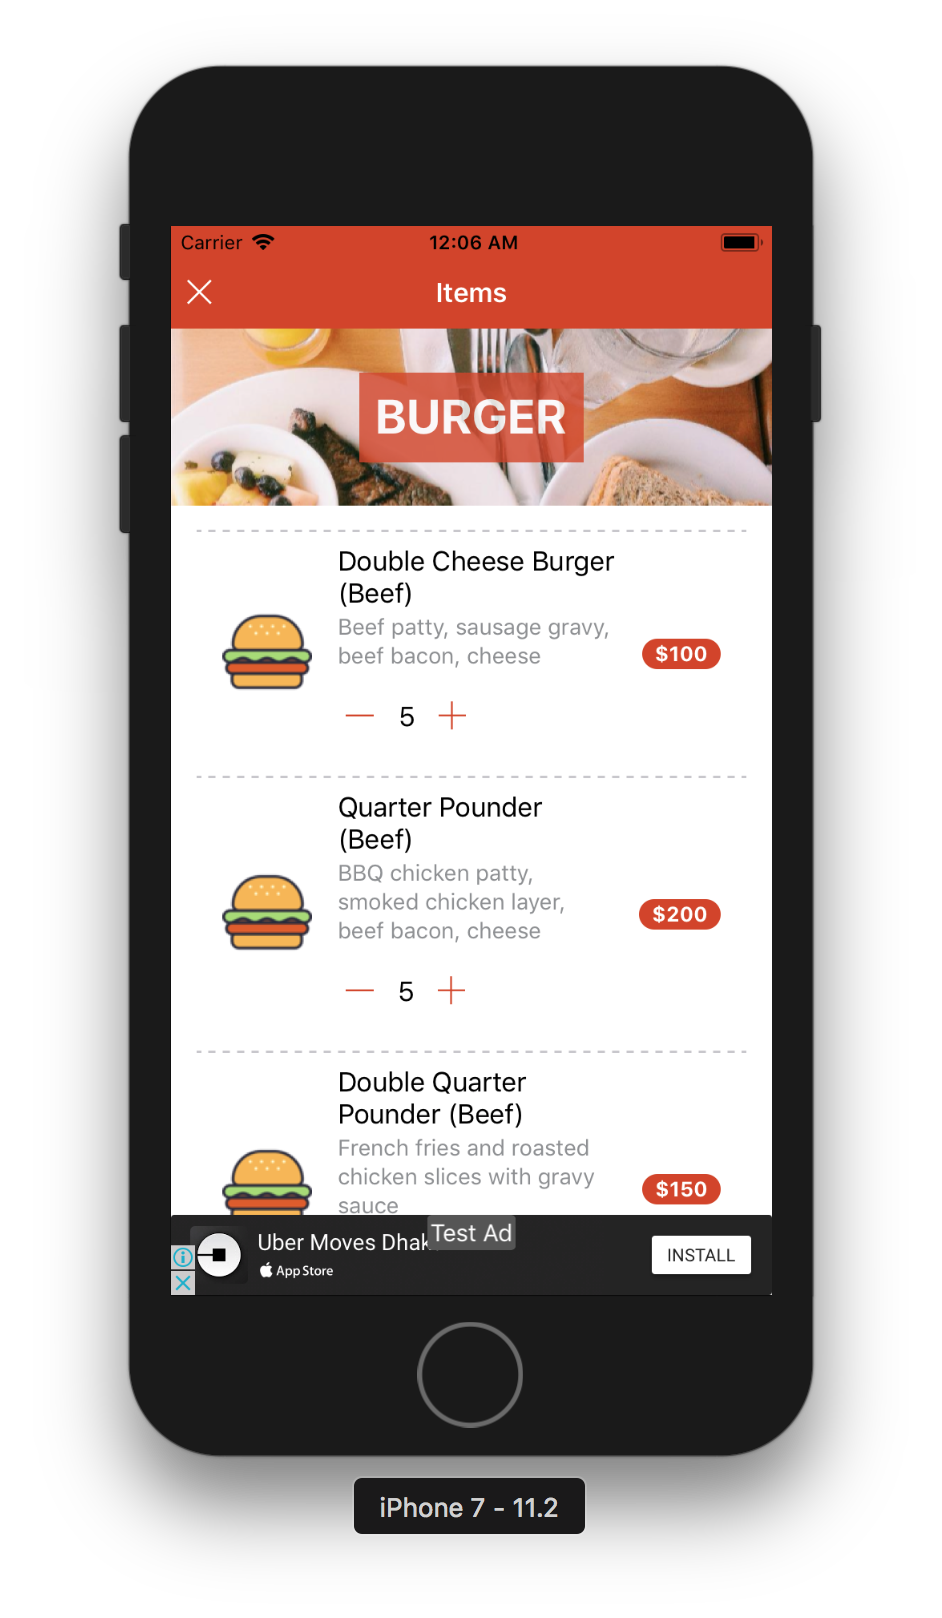 Carrier 12:06 AM
Items
BURGER
Double Cheese Burger
(Beef)
Beef patty, sausage gravy,
beef bacon, cheese
$100
5
Quarter Pounder
(Beef)
BBQ chicken patty,
smoked chicken layer,
beef bacon, cheese
$200
5
Double Quarter
Pounder (Beef)
French fries and roasted
chicken slices with gravy
sauce
$150
Test Ad
Uber Moves
App Store
INSTALL
iPhone 7 - 11.2